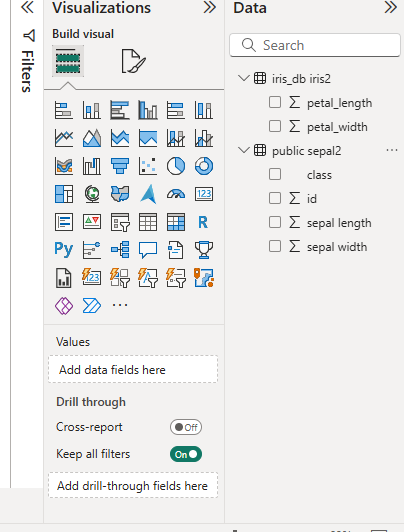 Filters
Visualizations
Build visual
123
R
Py
123
Values
Add data fields here
Drill through
Cross-report
Off
Keep all filters
On
Add drill-through fields here
Data
Search
iris_db iris2
petal_length
petal_width
public sepal2
class
id
sepal length
sepal width